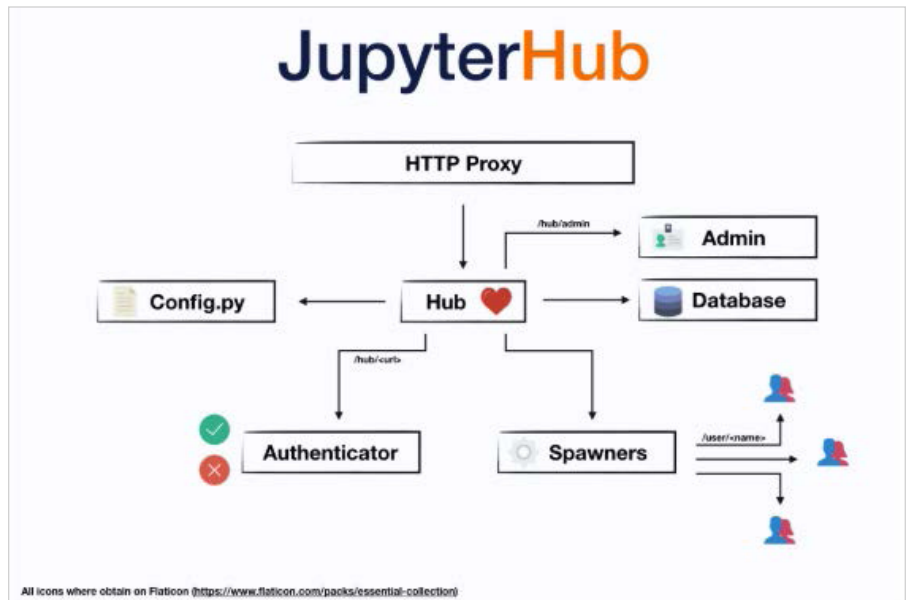 JupyterHub
HTTP Proxy
/hub/admin
Admin
Config.py
Hub
Database
/hub/<url>
Authenticator
Spawners
/user/<name>
All icons where obtain on Flaticon (https://www.flaticon.com/packs/essential-collection)